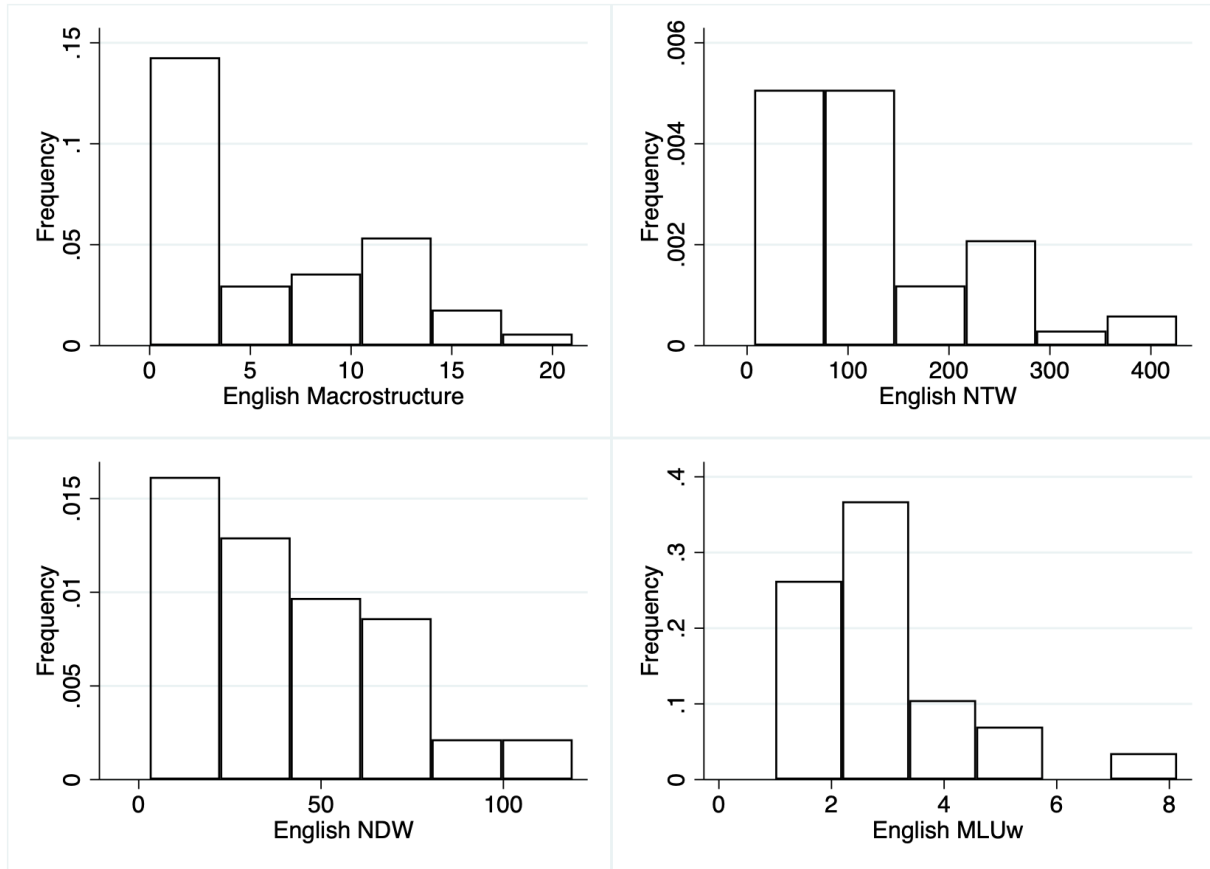 Frequency
0 .05 .1 .15
0 5 10 15 20
English Macrostructure
Frequency
0 .002 .004 .006
0 100 200 300 400
English NTW
Frequency
0 .005 .01 .015
0 50 100
English NDW
Frequency
0 .1 .2 .3 .4
0 2 4 6 8
English MLUw